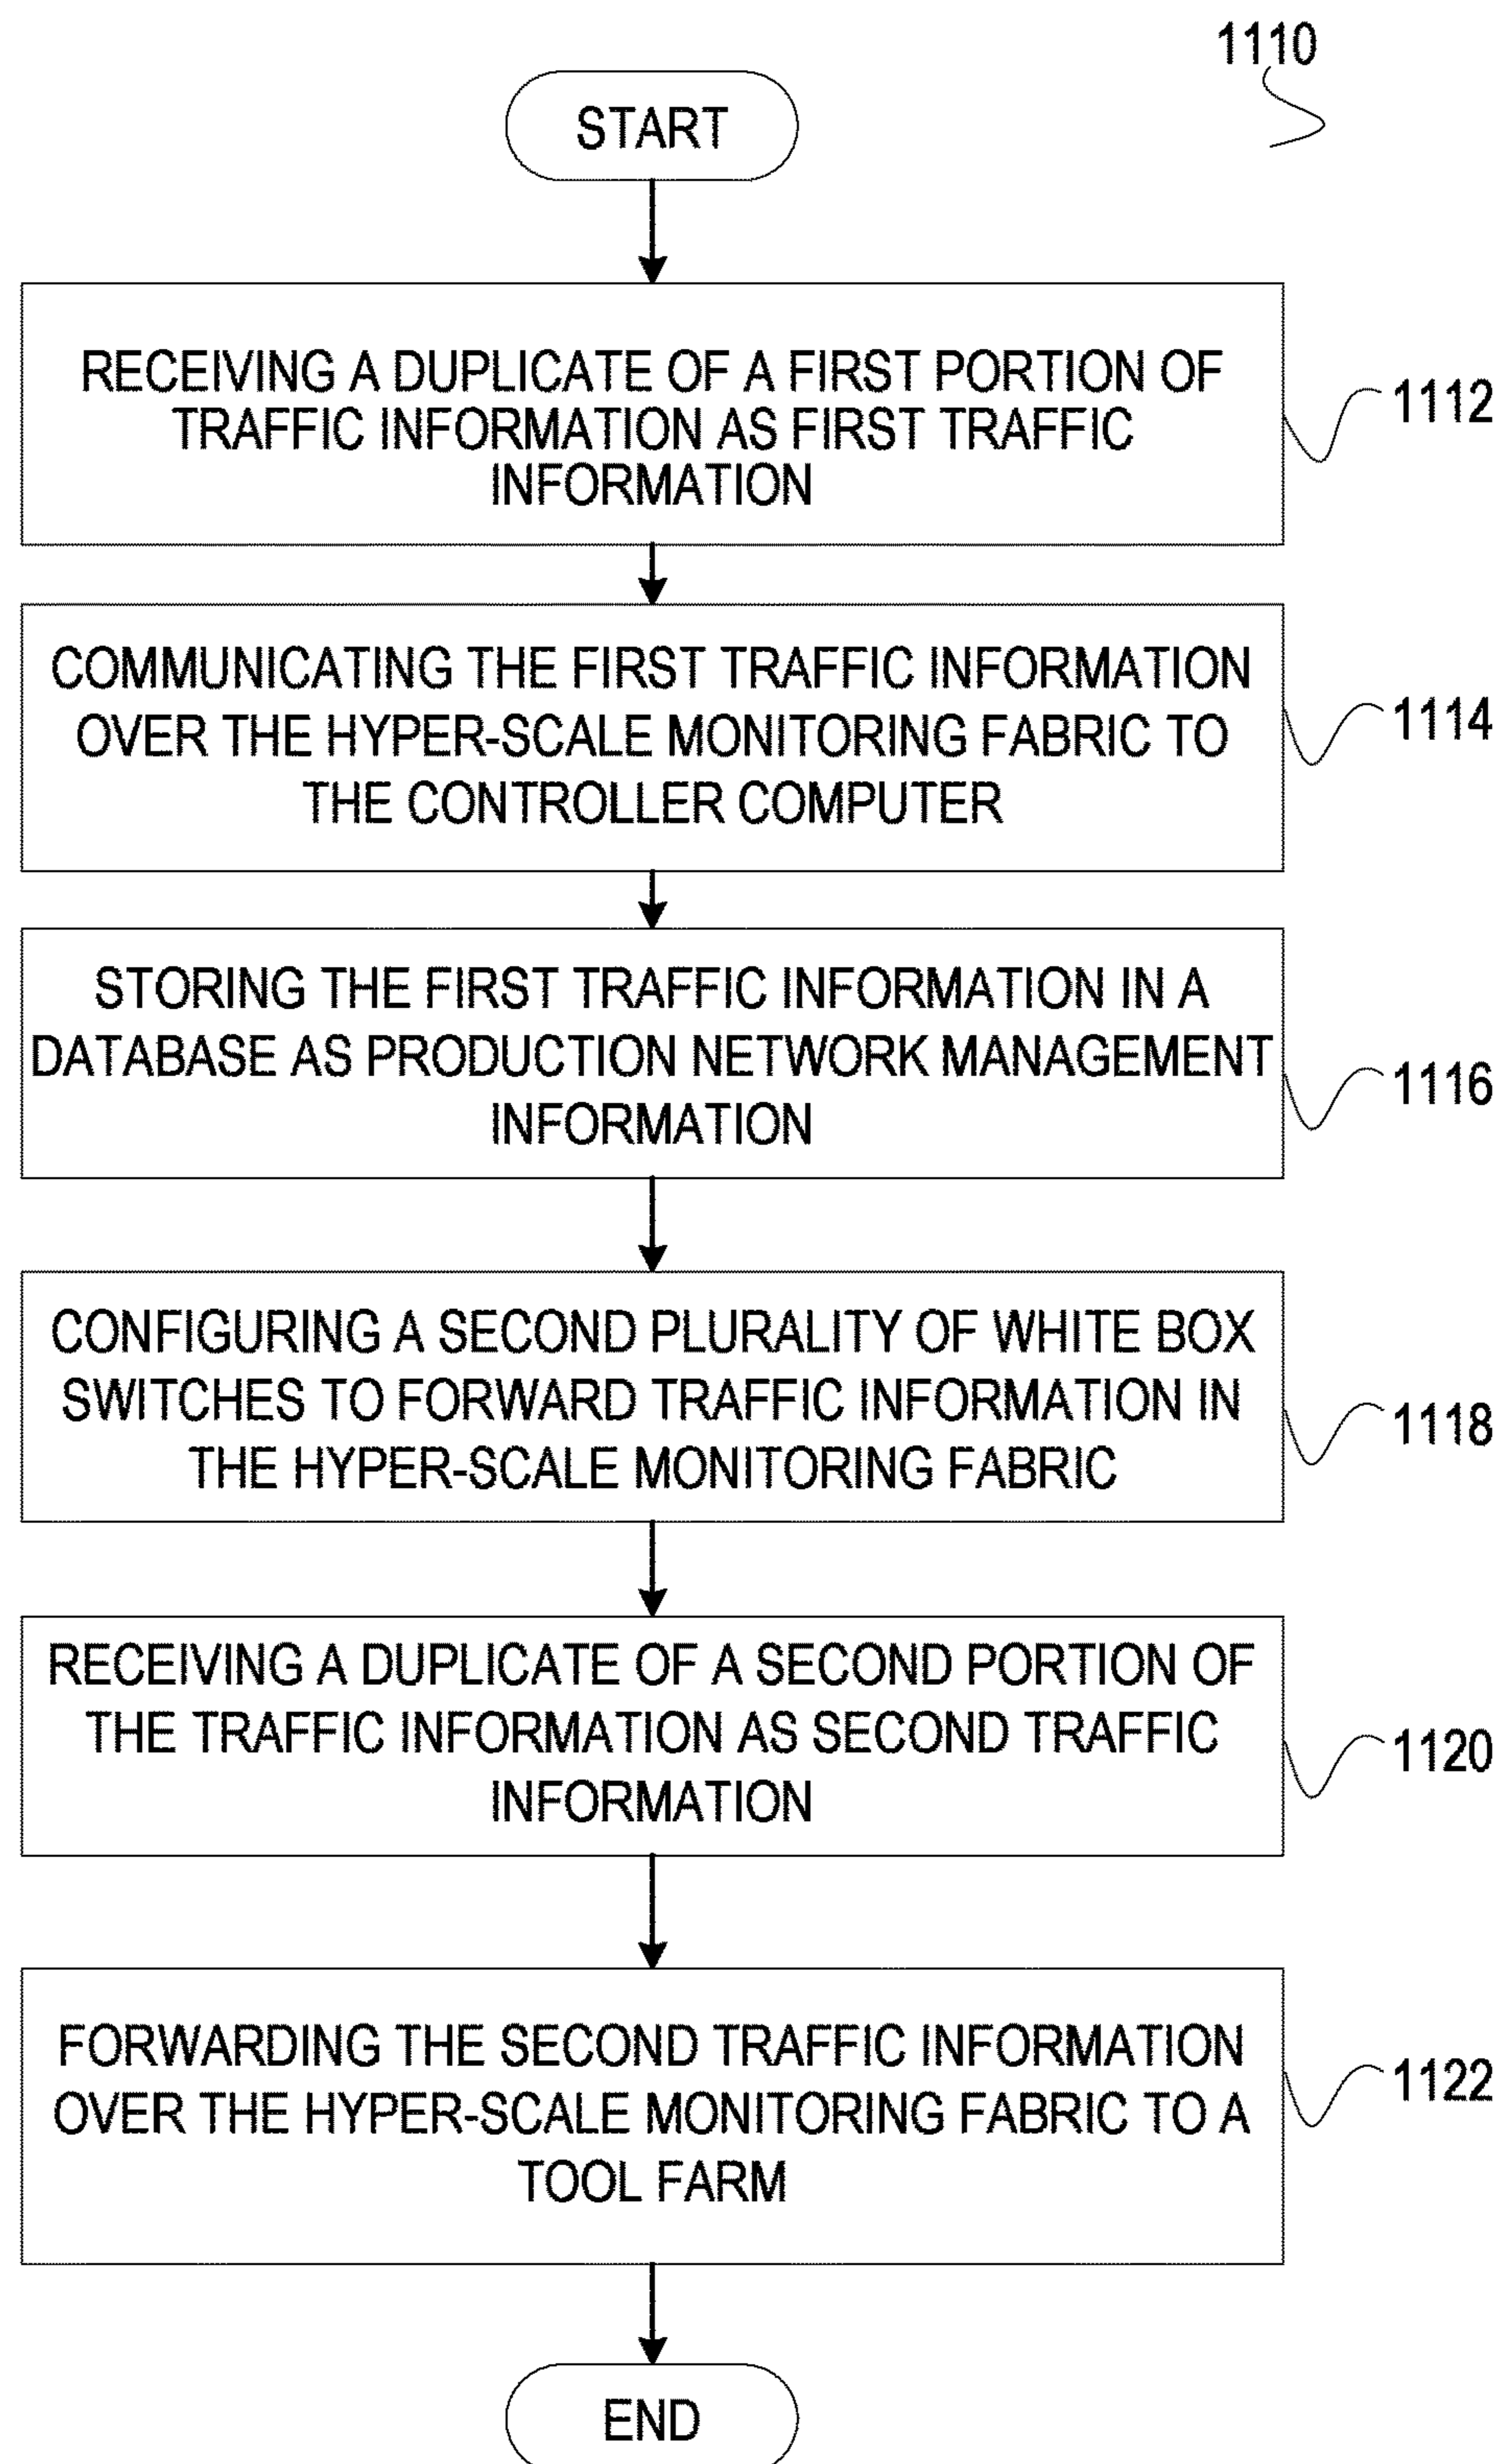 1110
START
RECEIVING A DUPLICATE OF A FIRST PORTION OF
TRAFFIC INFORMATION AS FIRST TRAFFIC
INFORMATION
1112
COMMUNICATING THE FIRST TRAFFIC INFORMATION
OVER THE HYPER-SCALE MONITORING FABRIC TO
THE CONTROLLER COMPUTER
1114
STORING THE FIRST TRAFFIC INFORMATION IN A
DATABASE AS PRODUCTION NETWORK MANAGEMENT
INFORMATION
1116
CONFIGURING A SECOND PLURALITY OF WHITE BOX
SWITCHES TO FORWARD TRAFFIC INFORMATION IN
THE HYPER-SCALE MONITORING FABRIC
1118
RECEIVING A DUPLICATE OF A SECOND PORTION OF
THE TRAFFIC INFORMATION AS SECOND TRAFFIC
INFORMATION
1120
FORWARDING THE SECOND TRAFFIC INFORMATION
OVER THE HYPER-SCALE MONITORING FABRIC TO A
TOOL FARM
1122
END